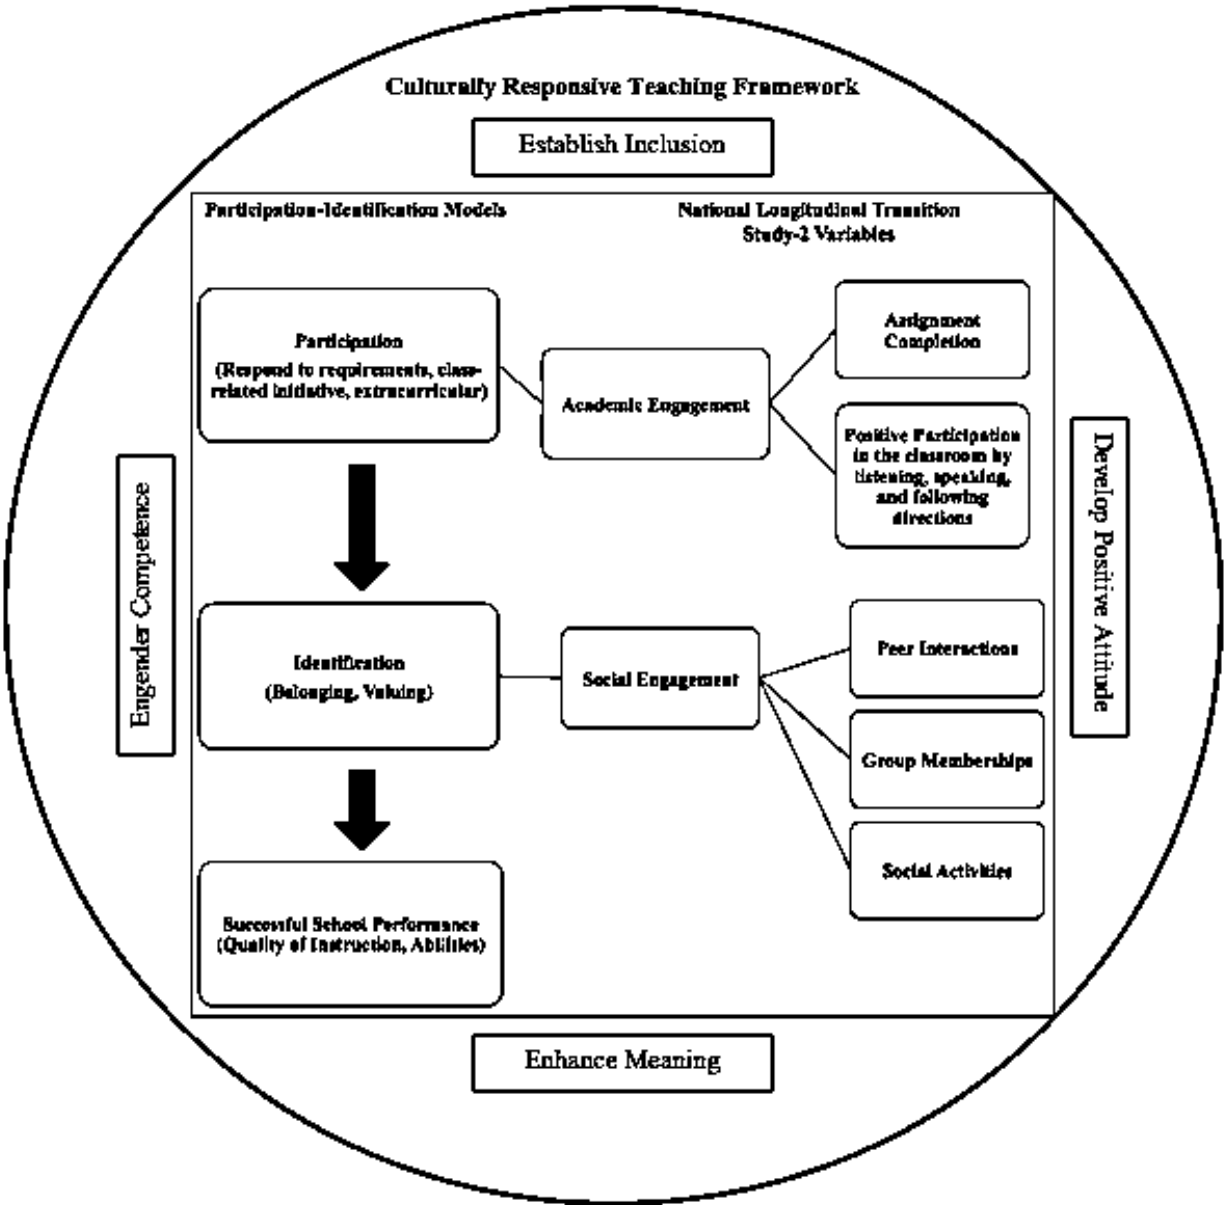 Culturally Responsive Teaching Framework
Establish Inclusion
Participation-Identification Models
National Longitudinal Transition
Study-2 Variables
Participation
(Respond to requirements, class-
related initiative, extracurricular)
Academic Engagement
Assignment
Completion
Positive Participation
in the classroom by
listening, speaking,
and following
directions
Engender Competence
Develop Positive Attitude
Identification
(Belonging, Valuing)
Social Engagement
Peer Interactions
Group Memberships
Social Activities
Successful School Performance
(Quality of Instruction, Abilities)
Enhance Meaning